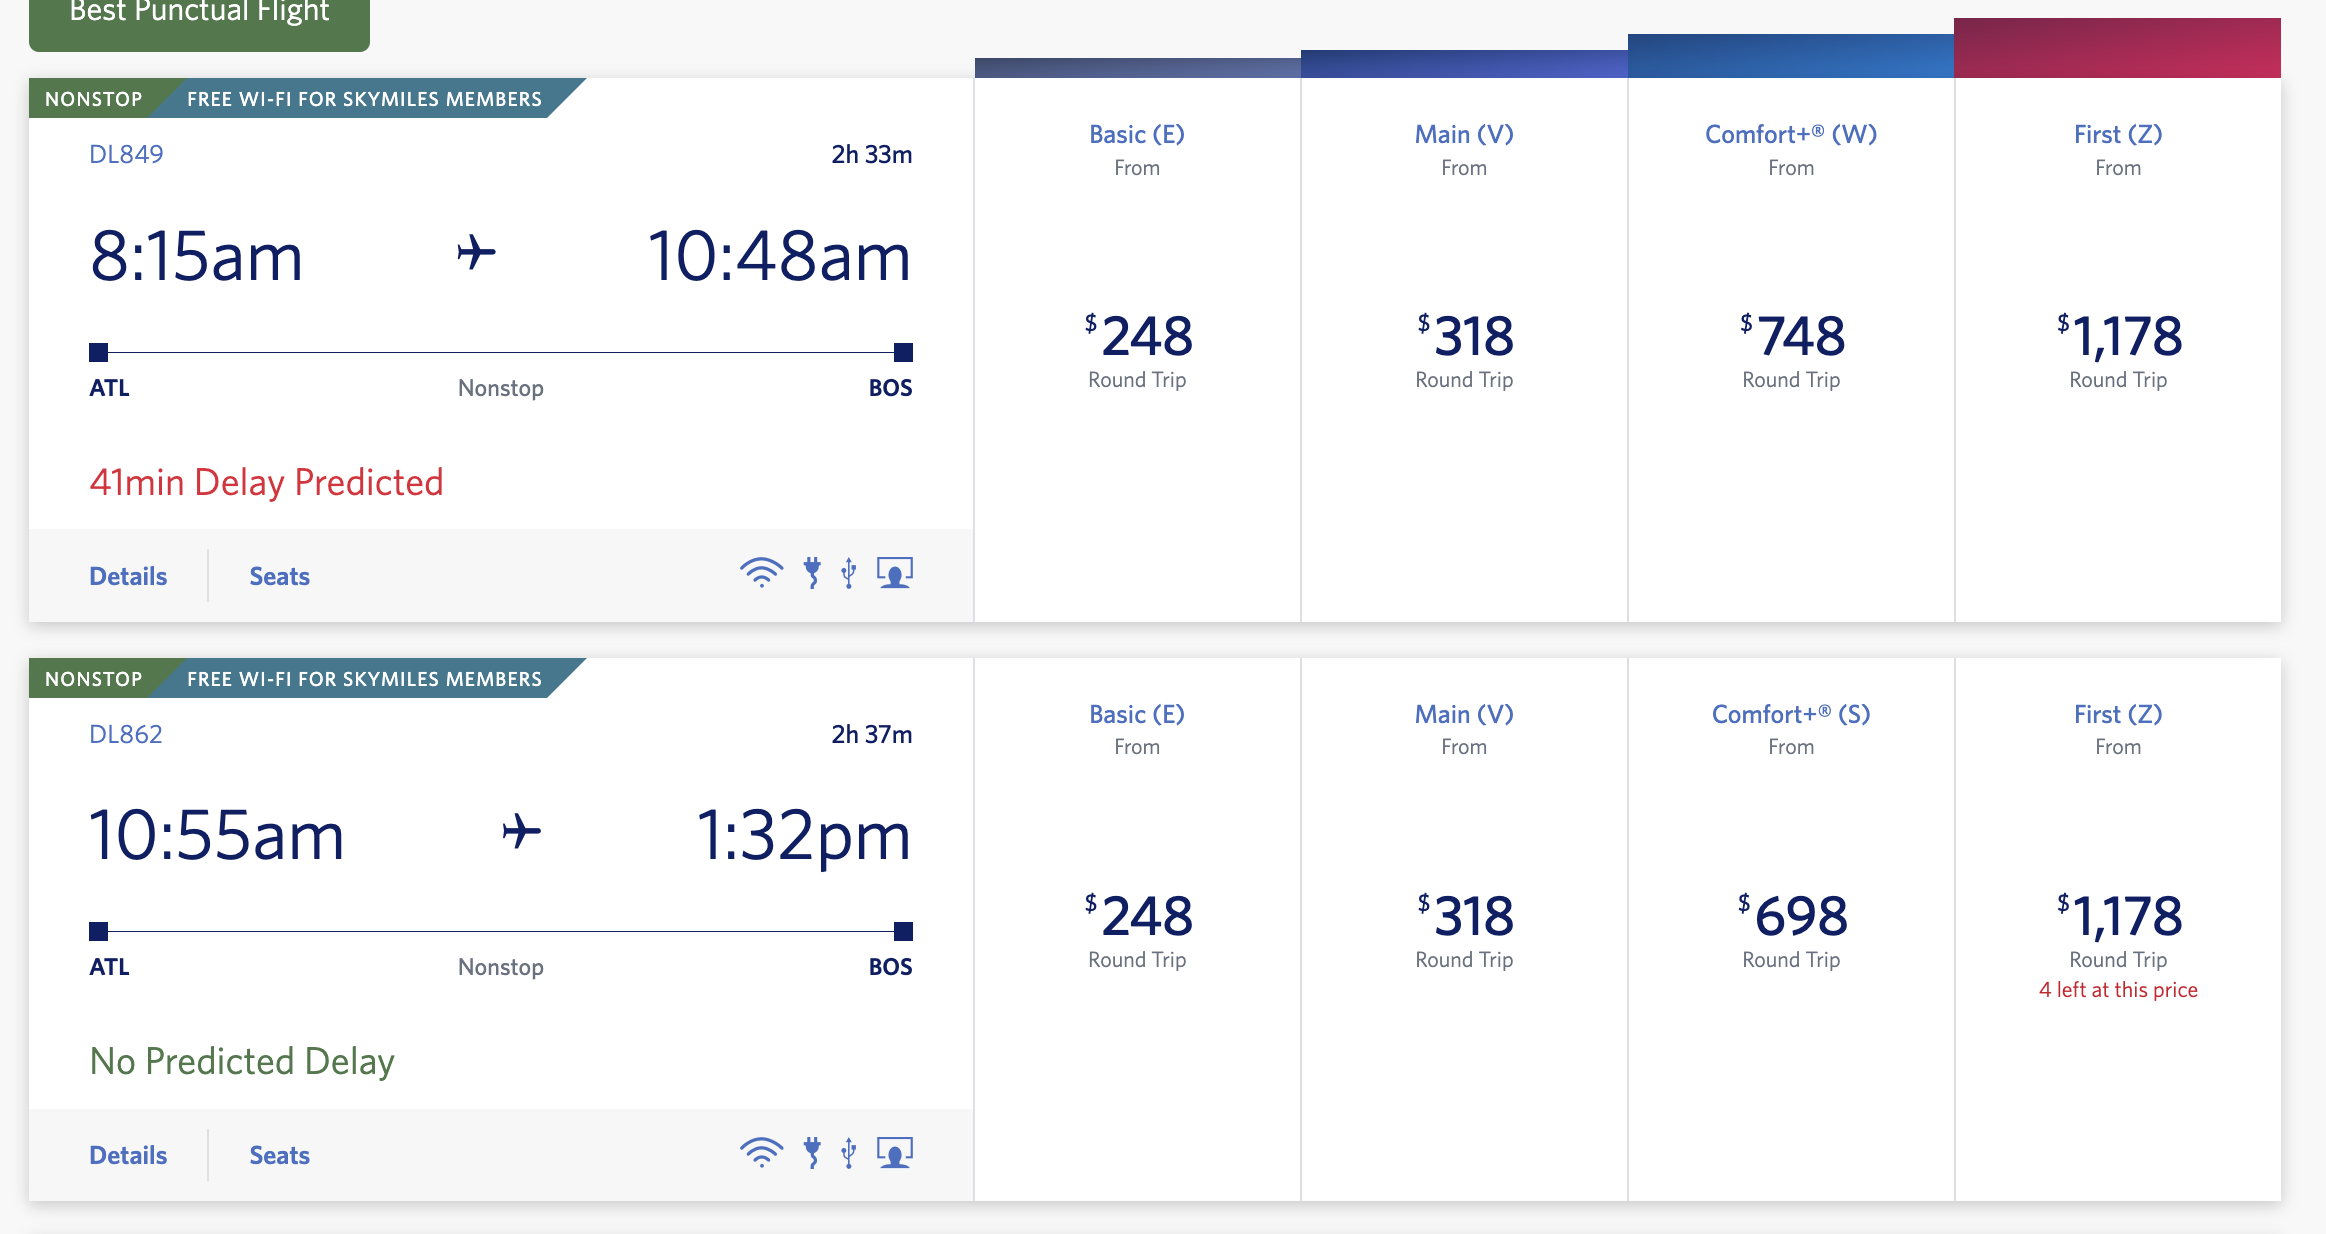 Best Punctual Flight
NONSTOP FREE WI-FI FOR SKYMILES MEMBERS
DL849 2h 33m
8:15am 10:48am
ATL Nonstop BOS
41min Delay Predicted
Details Seats
Basic (E)
From
$248
Round Trip
Main (V)
From
$318
Round Trip
Comfort+® (W)
From
$748
Round Trip
First (Z)
From
$1,178
Round Trip
NONSTOP FREE WI-FI FOR SKYMILES MEMBERS
DL862 2h 37m
10:55am 1:32pm
ATL Nonstop BOS
No Predicted Delay
Details Seats
Basic (E)
From
$248
Round Trip
Main (V)
From
$318
Round Trip
Comfort+® (S)
From
$698
Round Trip
First (Z)
From
$1,178
Round Trip
4 left at this price